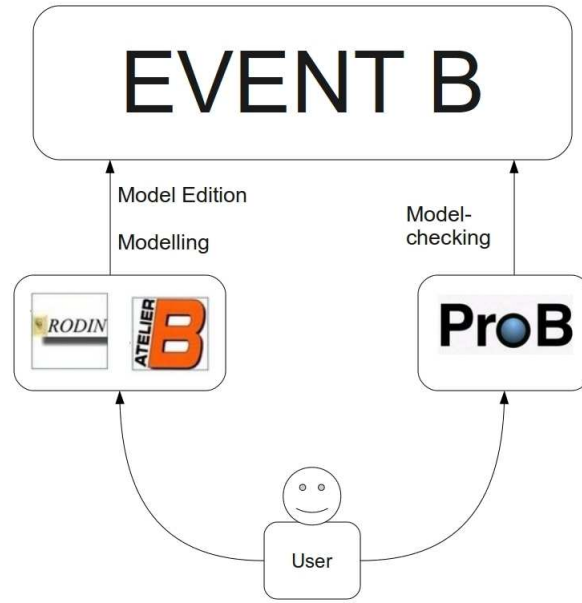 EVENT B
Model Edition
Modelling
Model-
checking
RODIN
ATELIER
B
ProB
User